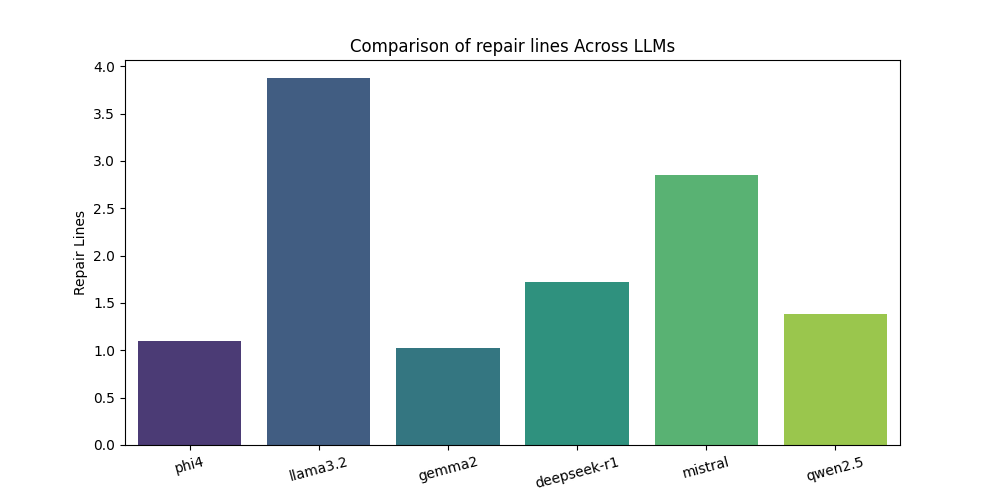 Comparison of repair lines Across LLMs
Repair Lines
4.0
3.5
3.0
2.5
2.0
1.5
1.0
0.5
0.0
phi4
llama3.2
gemma2
deepseek-r1
mistral
qwen2.5